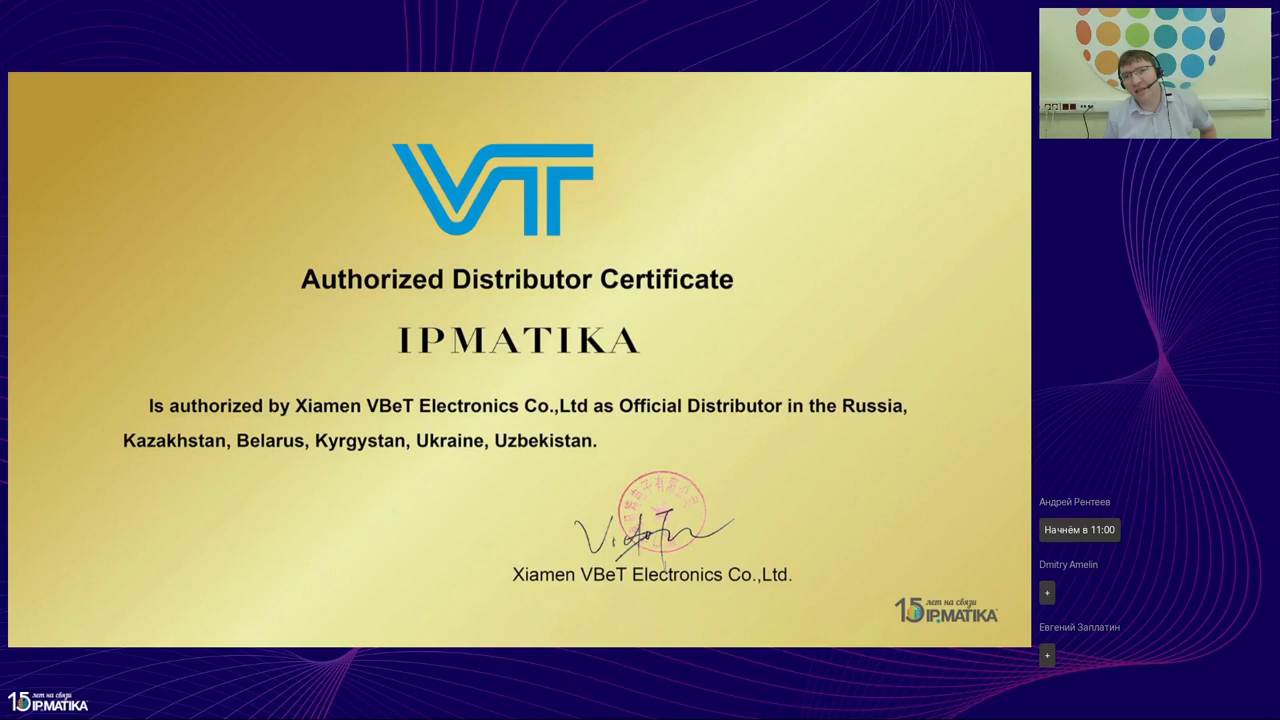 VT
Authorized Distributor Certificate
IPMATIKA
Is authorized by Xiamen VBeT Electronics Co.,Ltd as Official Distributor in the Russia,
Kazakhstan, Belarus, Kyrgystan, Ukraine, Uzbekistan.
Xiamen VBeT Electronics Co.,Ltd.
15 лет на связи
IPMATIKA
Андрей Рентеев
Начнём в 11:00
Dmitry Amelin
+
Евгений Заплатин
+
15 лет на связи
IPMATIKA